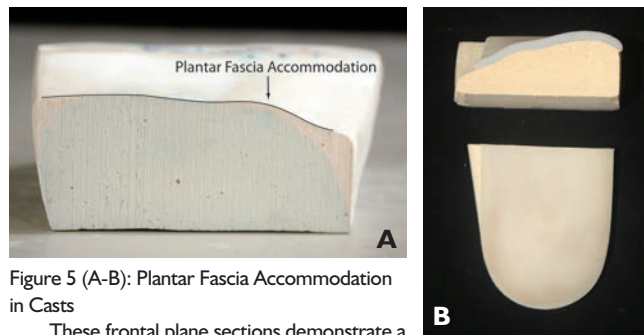 Plantar Fascia Accommodation
A
B
Figure 5 (A-B): Plantar Fascia Accommodation
in Casts
These frontal plane sections demonstrate a